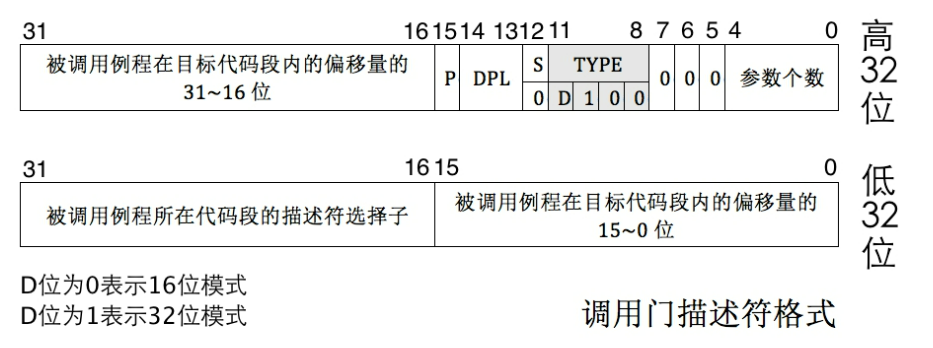 31 16 15 14 13 12 11 8 7 6 5 4 0
被调用例程在目标代码段内的偏移量的
31~16 位
P DPL S TYPE 0 0 0 参数个数
0 D 1 0 0
高32位
31 16 15 0
被调用例程所在代码段的描述符选择子
被调用例程在目标代码段内的偏移量的
15~0 位
低32位
D位为0表示16位模式
D位为1表示32位模式
调用门描述符格式